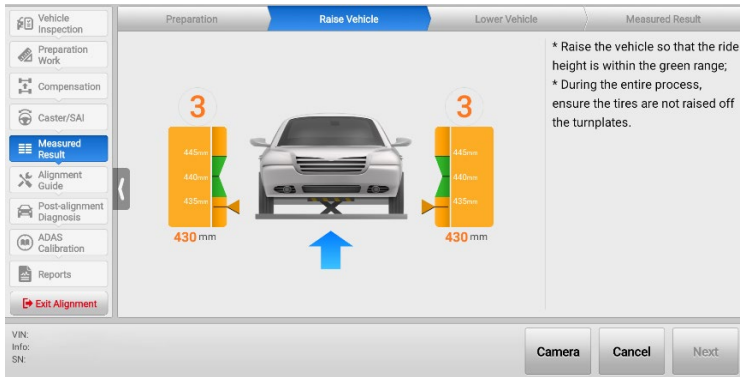 Vehicle
Inspection
Preparation
Work
Compensation
Caster/SAI
Measured
Result
Alignment
Guide
Post-alignment
Diagnosis
ADAS
Calibration
Reports
Exit Alignment
Preparation
Raise Vehicle
Lower Vehicle
Measured Result
3
445mm
440mm
435mm
430 mm
3
445mm
440mm
435mm
430 mm
* Raise the vehicle so that the ride
height is within the green range;
* During the entire process,
ensure the tires are not raised off
the turnplates.
VIN:
Info:
SN:
Camera
Cancel
Next